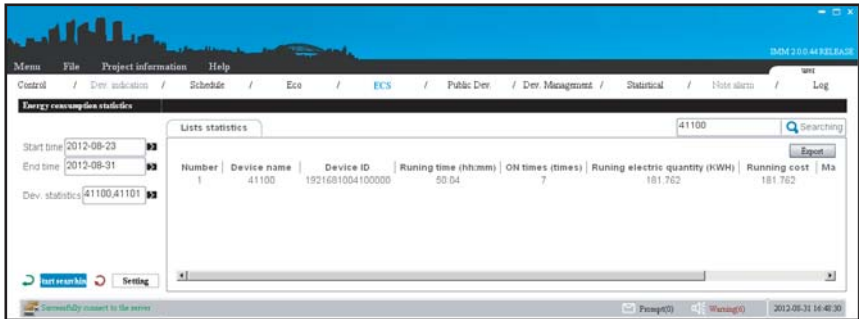 IMM 2.0.0.44 RELEASE
Menu File Project information Help
Control / Dev. indication / Schedule / Eco / ECS / Public Dev. / Dev. Management / Statistical / Note alarm / Log
Energy consumption statistics
Lists statistics 41100 Searching
Start time 2012-08-23
Export
End time 2012-08-31
Number Device name Device ID Runing time (hh:mm) ON times (times) Runing electric quantity (KWH) Running cost Ma
1 41100 1921681004100000 50:04 7 181.762 181.762
Dev. statistics 41100,41101
tart searchin Setting
Successfully connect to the server Prompt(0) Warning(6) 2012-08-31 16:48:30